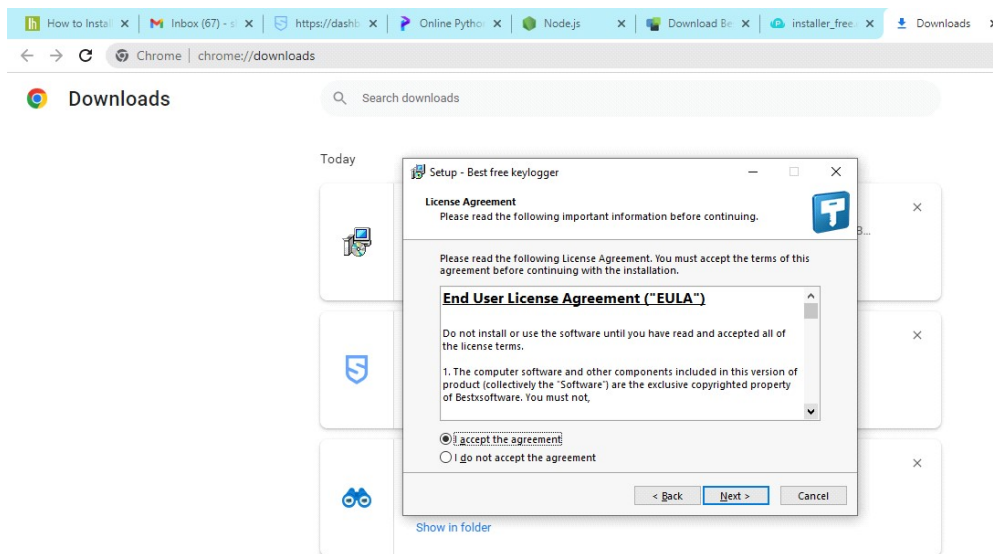 How to Install
Inbox (67) - s
https://dashb
Online Pytho
Node.js
Download Be
installer_free.
Downloads
Chrome | chrome://downloads
Downloads
Search downloads
Today
Setup - Best free keylogger
License Agreement
Please read the following important information before continuing.
B...
Please read the following License Agreement. You must accept the terms of this
agreement before continuing with the installation.
End User License Agreement ("EULA")
Do not install or use the software until you have read and accepted all of
the license terms.
1. The computer software and other components included in this version of
product (collectively the "Software") are the exclusive copyrighted property
of Bestxsoftware. You must not,
I accept the agreement
I do not accept the agreement
< Back
Next >
Cancel
Show in folder